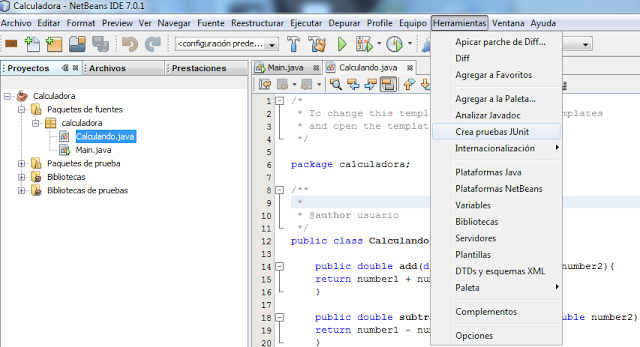 Calculadora - NetBeans IDE 7.0.1
Archivo Editar Format Previw Ver Navegar Fuente Reestructurar Ejecutar Depurar Profile Equipo Herramientas Ventana Ayuda
<configuración prede...
Proyectos Archivos Prestaciones
Main.java Calculando.java
Calculadora
Paquetes de fuentes
calculadora
Calculando.java
Main.java
Paquetes de prueba
Bibliotecas
Bibliotecas de pruebas
1 /*
2 * To change this templ
3 * and open the templat
4 */
5
6 package calculadora;
7
8 /**
9 *
10 * @author usuario
11 */
12 public class Calculando
13
14 public double add(d
15 return number1 + nu
16 }
17
18 public double subtr
19 return number1 - nu
20 }
mplates
number2){
ouble number2)
Apicar parche de Diff...
Diff
Agregar a Favoritos
Agregar a la Paleta...
Analizar Javadoc
Crea pruebas JUnit
Internacionalización
Plataformas Java
Plataformas NetBeans
Variables
Bibliotecas
Servidores
Plantillas
DTDs y esquemas XML
Paleta
Complementos
Opciones